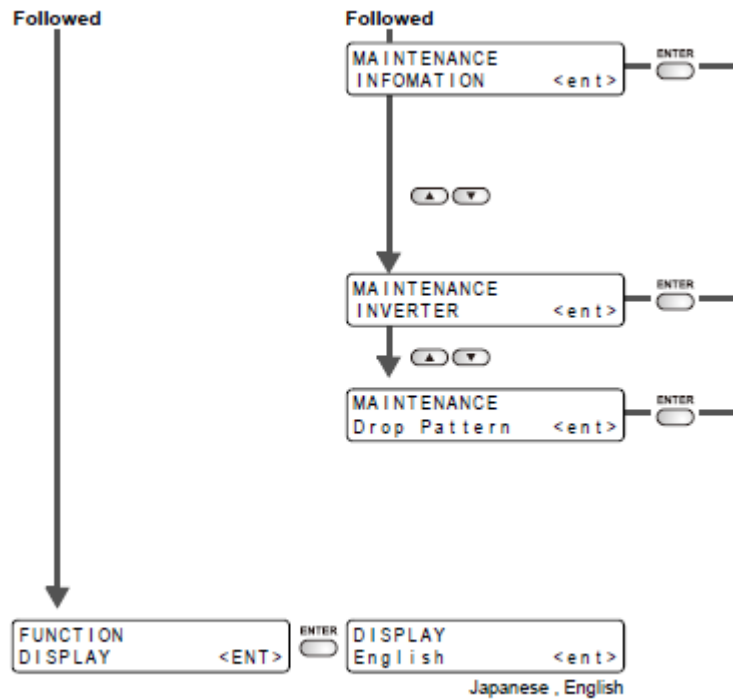 Followed
Followed
MAINTENANCE
INFOMATION <ent>
ENTER
MAINTENANCE
INVERTER <ent>
ENTER
MAINTENANCE
Drop Pattern <ent>
ENTER
FUNCTION
DISPLAY <ENT>
ENTER
DISPLAY
English <ent>
Japanese , English